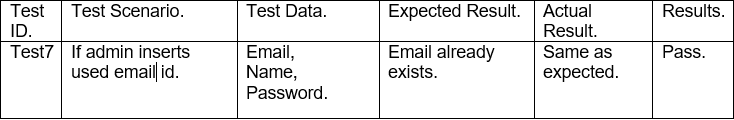 Test ID. Test Scenario. Test Data. Expected Result. Actual Result. Results.
Test7 If admin inserts used email id. Email, Name, Password. Email already exists. Same as expected. Pass.